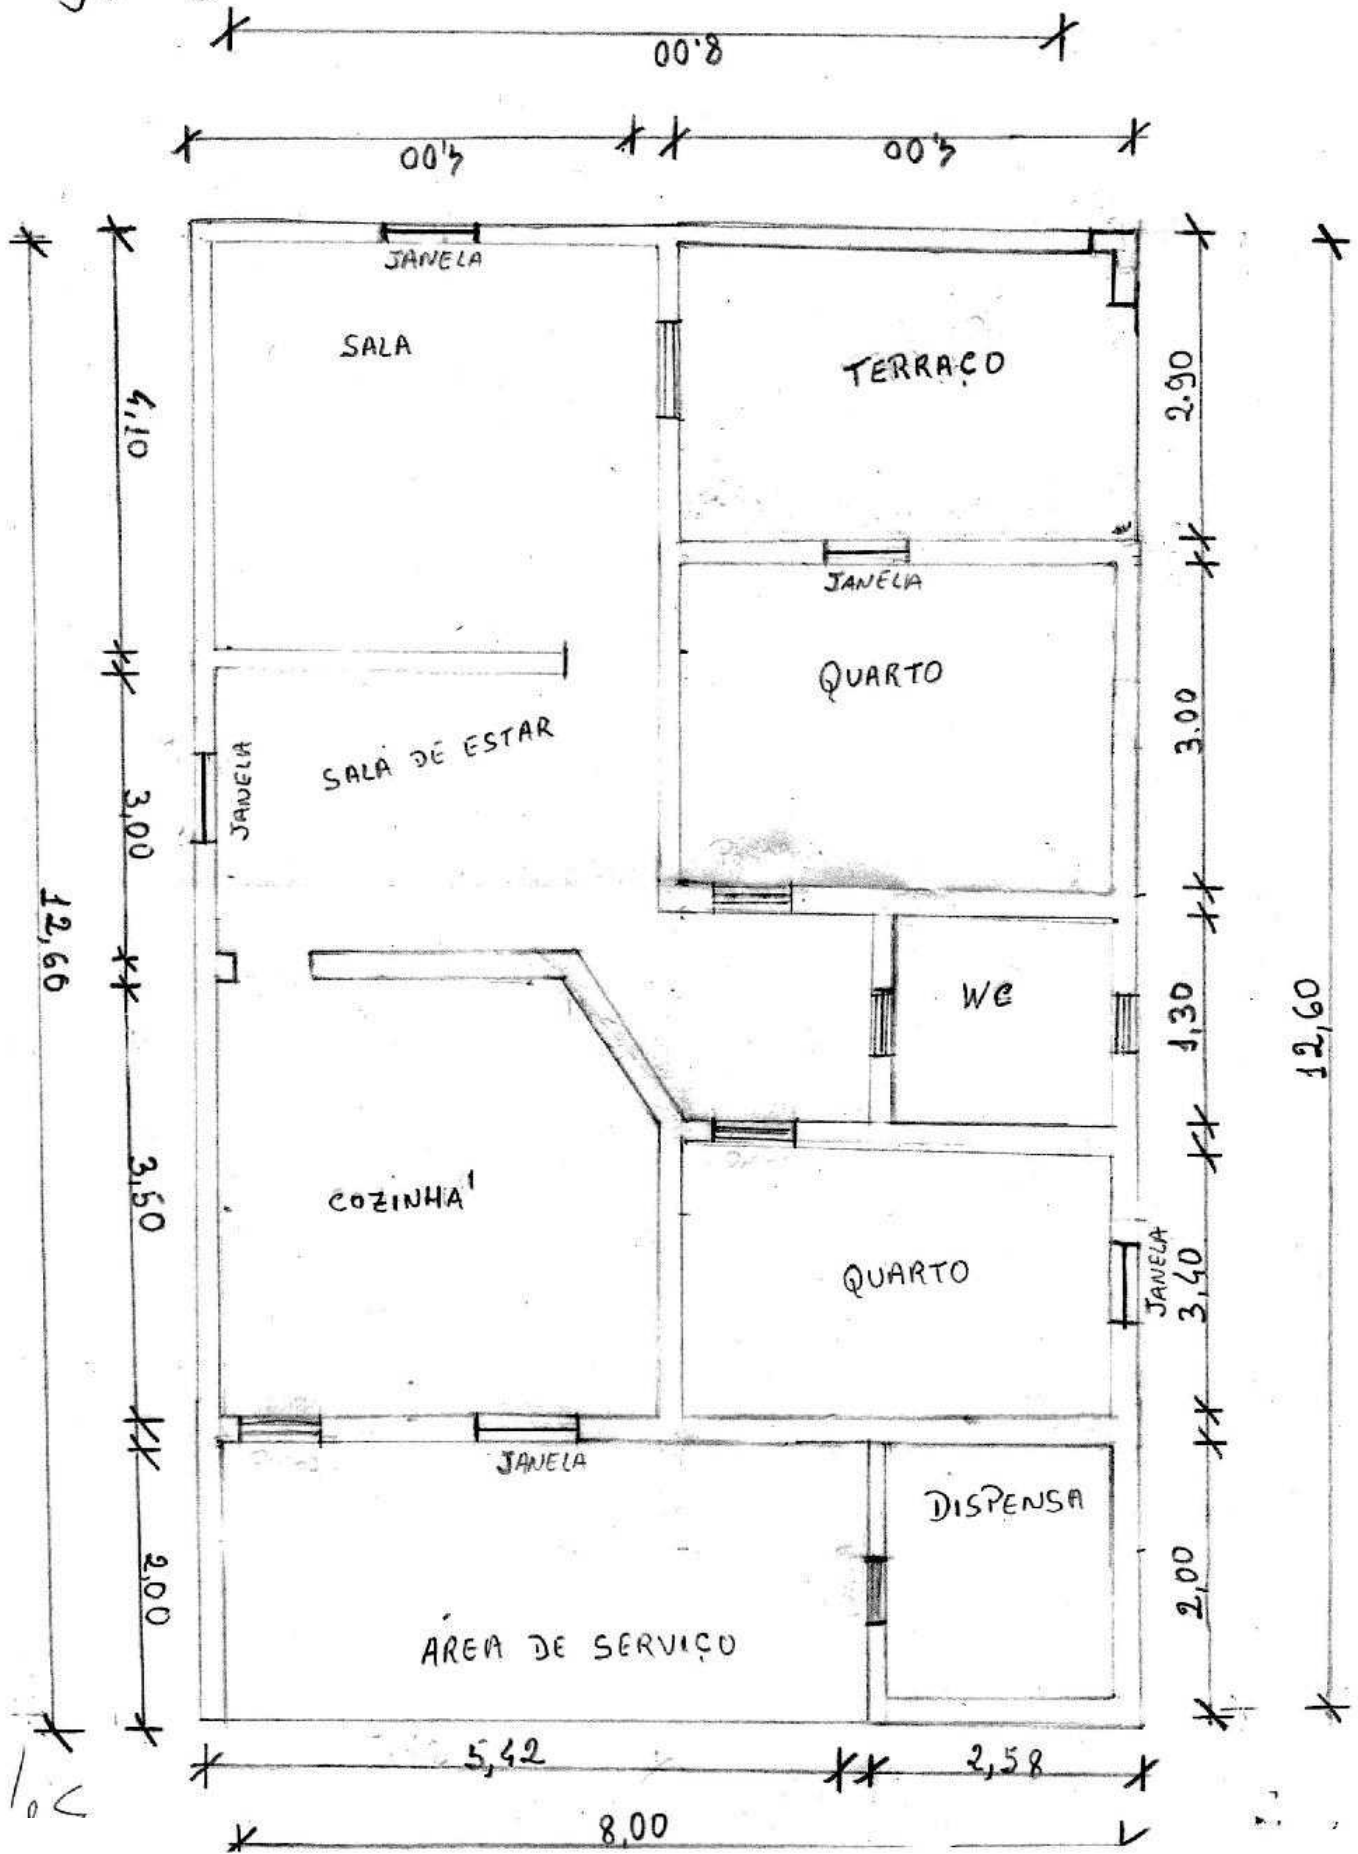 8.00
4,00
4,00
JANELA
SALA
TERRAÇO
2.90
4,10
JANELA
QUARTO
3.00
SALA DE ESTAR
JANELA
3,00
12,66
WC
1,30
12,60
3,50
COZINHA
QUARTO
JANELA
3,40
JANELA
DISPENSA
2,00
2,00
ÁREA DE SERVIÇO
5,42
2,58
8,00